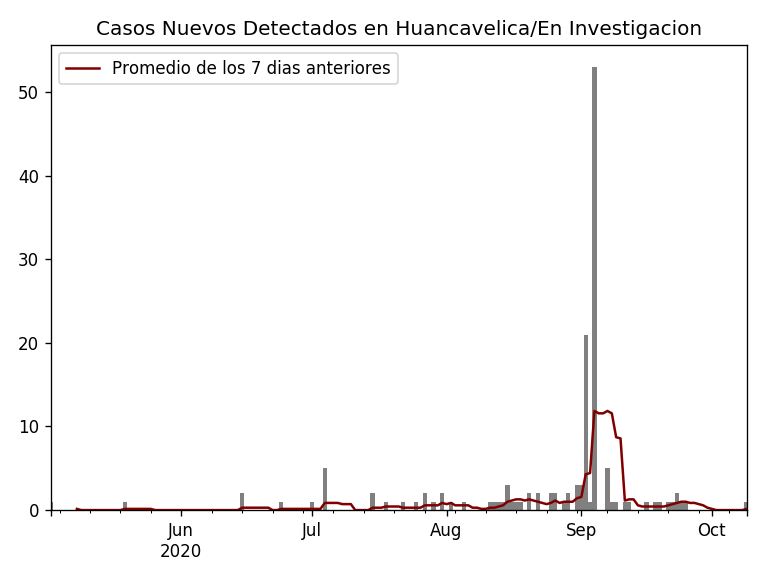 Casos Nuevos Detectados en Huancavelica/En Investigacion
Promedio de los 7 dias anteriores
50
40
30
20
10
0
Jun
2020
Jul
Aug
Sep
Oct